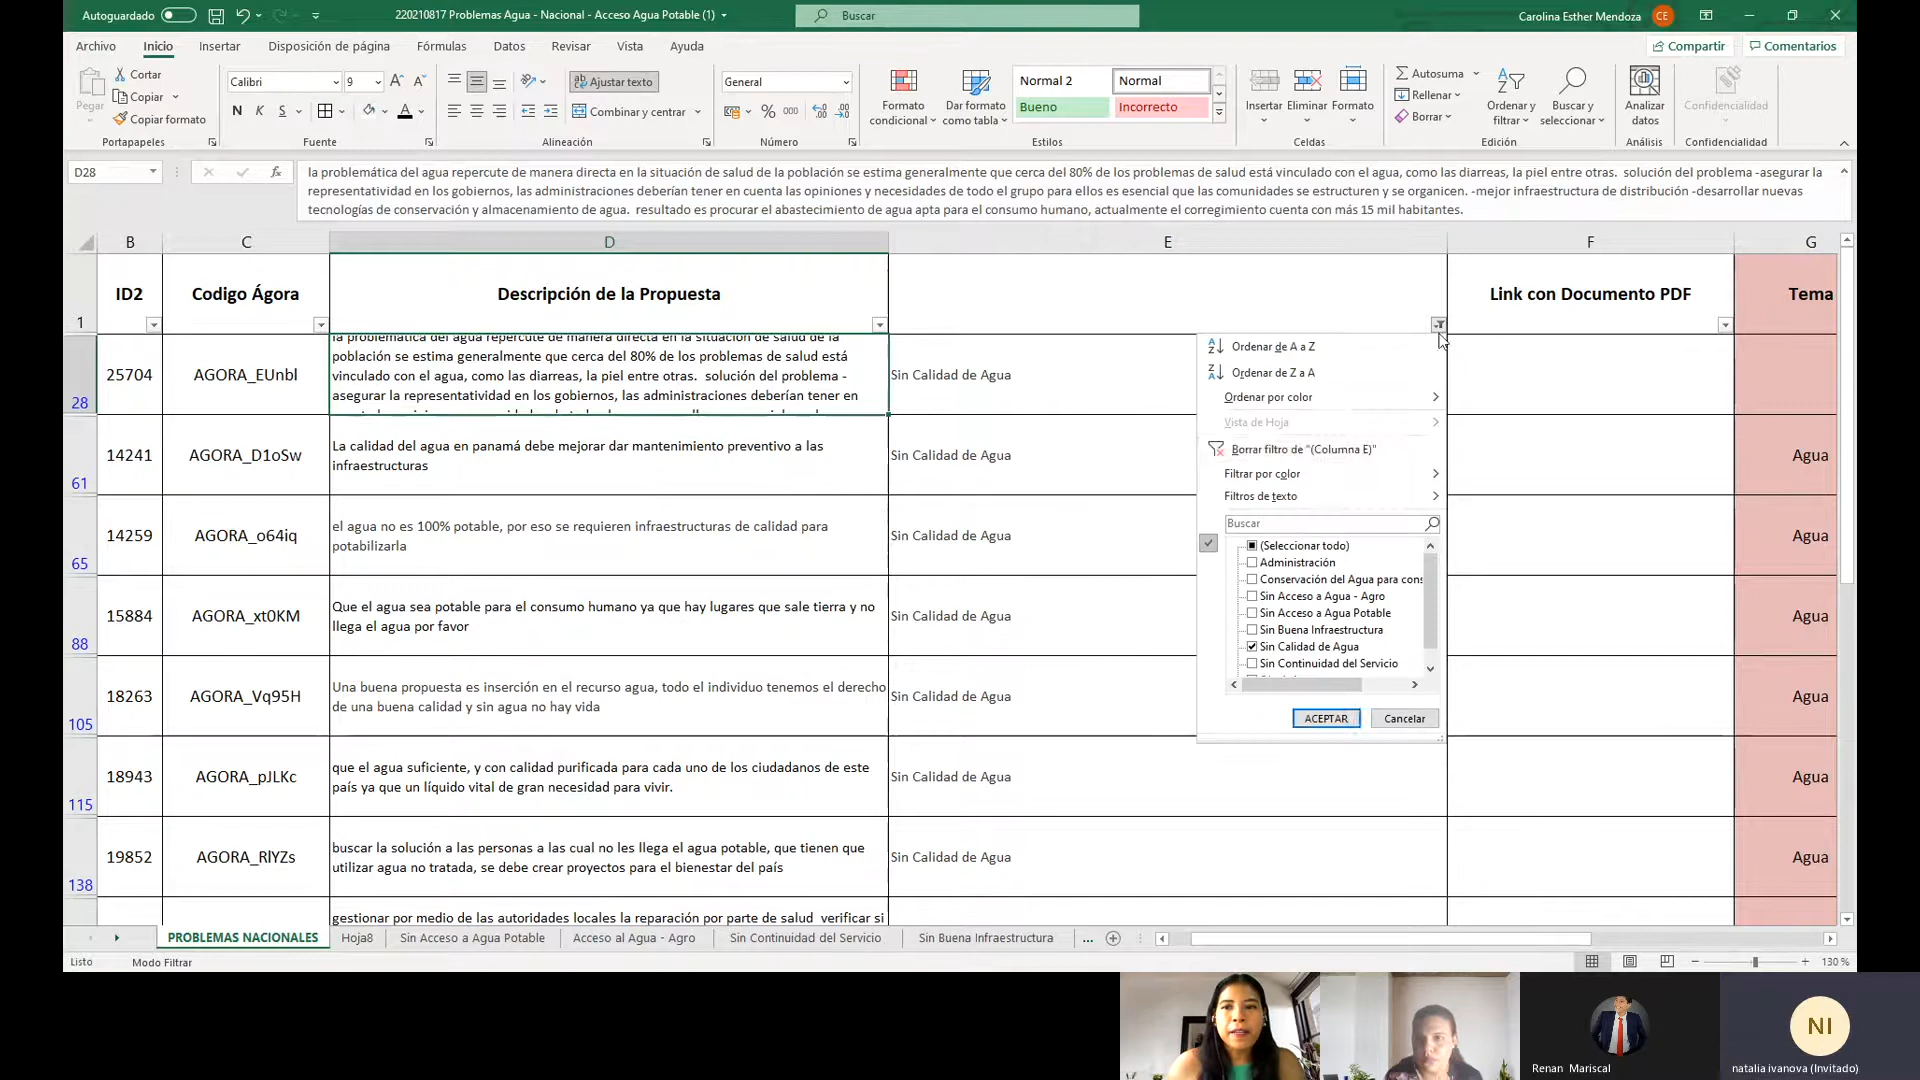 Autoguardado
220210817 Problemas Agua - Nacional - Acceso Agua Potable (1)
Buscar
Carolina Esther Mendoza
CE
Archivo
Inicio
Insertar
Disposición de página
Fórmulas
Datos
Revisar
Vista
Ayuda
Compartir
Comentarios
Pegar
Cortar
Copiar
Copiar formato
Portapapeles
Calibri
9
N K S
Fuente
Ajustar texto
Combinar y centrar
Alineación
General
% 000
Número
Formato condicional
Dar formato como tabla
Normal 2
Normal
Bueno
Incorrecto
Estilos
Insertar
Eliminar
Formato
Celdas
Autosuma
Rellenar
Borrar
Ordenar y filtrar
Buscar y seleccionar
Edición
Analizar datos
Análisis
Confidencialidad
Confidencialidad
D28
fx
la problemática del agua repercute de manera directa en la situación de salud de la población se estima generalmente que cerca del 80% de los problemas de salud está vinculado con el agua, como las diarreas, la piel entre otras. solución del problema -asegurar la
representatividad en los gobiernos, las administraciones deberían tener en cuenta las opiniones y necesidades de todo el grupo para ellos es esencial que las comunidades se estructuren y se organicen. -mejor infraestructura de distribución -desarrollar nuevas
tecnologías de conservación y almacenamiento de agua. resultado es procurar el abastecimiento de agua apta para el consumo humano, actualmente el corregimiento cuenta con más 15 mil habitantes.
B C D E F G
1 ID2 Codigo Ágora Descripción de la Propuesta Link con Documento PDF Tema
28 25704 AGORA_EUnbl
la problemática del agua repercute de manera directa en la situación de salud de la
población se estima generalmente que cerca del 80% de los problemas de salud está
vinculado con el agua, como las diarreas, la piel entre otras. solución del problema -
asegurar la representatividad en los gobiernos, las administraciones deberían tener en
Sin Calidad de Agua
61 14241 AGORA_D1oSw
La calidad del agua en panamá debe mejorar dar mantenimiento preventivo a las
infraestructuras
Sin Calidad de Agua
Agua
65 14259 AGORA_o64iq
el agua no es 100% potable, por eso se requieren infraestructuras de calidad para
potabilizarla
Sin Calidad de Agua
Agua
88 15884 AGORA_xt0KM
Que el agua sea potable para el consumo humano ya que hay lugares que sale tierra y no
llega el agua por favor
Sin Calidad de Agua
Agua
105 18263 AGORA_Vq95H
Una buena propuesta es inserción en el recurso agua, todo el individuo tenemos el derecho
de una buena calidad y sin agua no hay vida
Sin Calidad de Agua
Agua
115 18943 AGORA_pJLKc
que el agua suficiente, y con calidad purificada para cada uno de los ciudadanos de este
país ya que un líquido vital de gran necesidad para vivir.
Sin Calidad de Agua
Agua
138 19852 AGORA_RlYZs
buscar la solución a las personas a las cual no les llega el agua potable, que tienen que
utilizar agua no tratada, se debe crear proyectos para el bienestar del país
Sin Calidad de Agua
Agua
gestionar por medio de las autoridades locales la reparación por parte de salud verificar si
Ordenar de A a Z
Ordenar de Z a A
Ordenar por color
Vista de Hoja
Borrar filtro de "(Columna E)"
Filtrar por color
Filtros de texto
Buscar
(Seleccionar todo)
Administración
Conservación del Agua para cons
Sin Acceso a Agua - Agro
Sin Acceso a Agua Potable
Sin Buena Infraestructura
Sin Calidad de Agua
Sin Continuidad del Servicio
ACEPTAR
Cancelar
PROBLEMAS NACIONALES
Hoja8
Sin Acceso a Agua Potable
Acceso al Agua - Agro
Sin Continuidad del Servicio
Sin Buena Infraestructura
...
Listo
Modo Filtrar
130 %
Renan Mariscal
NI
natalia ivanova (Invitado)